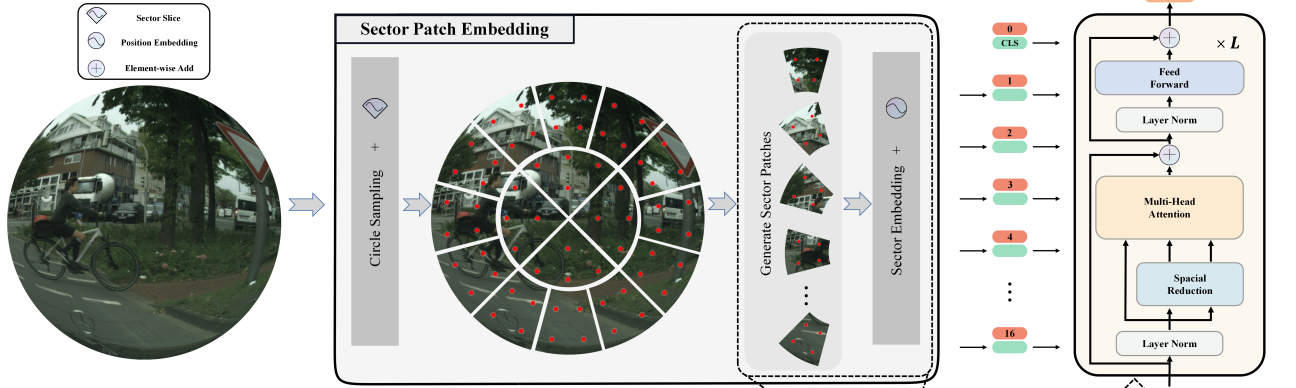 Sector Slice
Position Embedding
Element-wise Add
Sector Patch Embedding
Circle Sampling +
Generate Sector Patches
Sector Embedding +
0
CLS
1
2
3
4
16
× L
Feed
Forward
Layer Norm
Multi-Head
Attention
Spacial
Reduction
Layer Norm